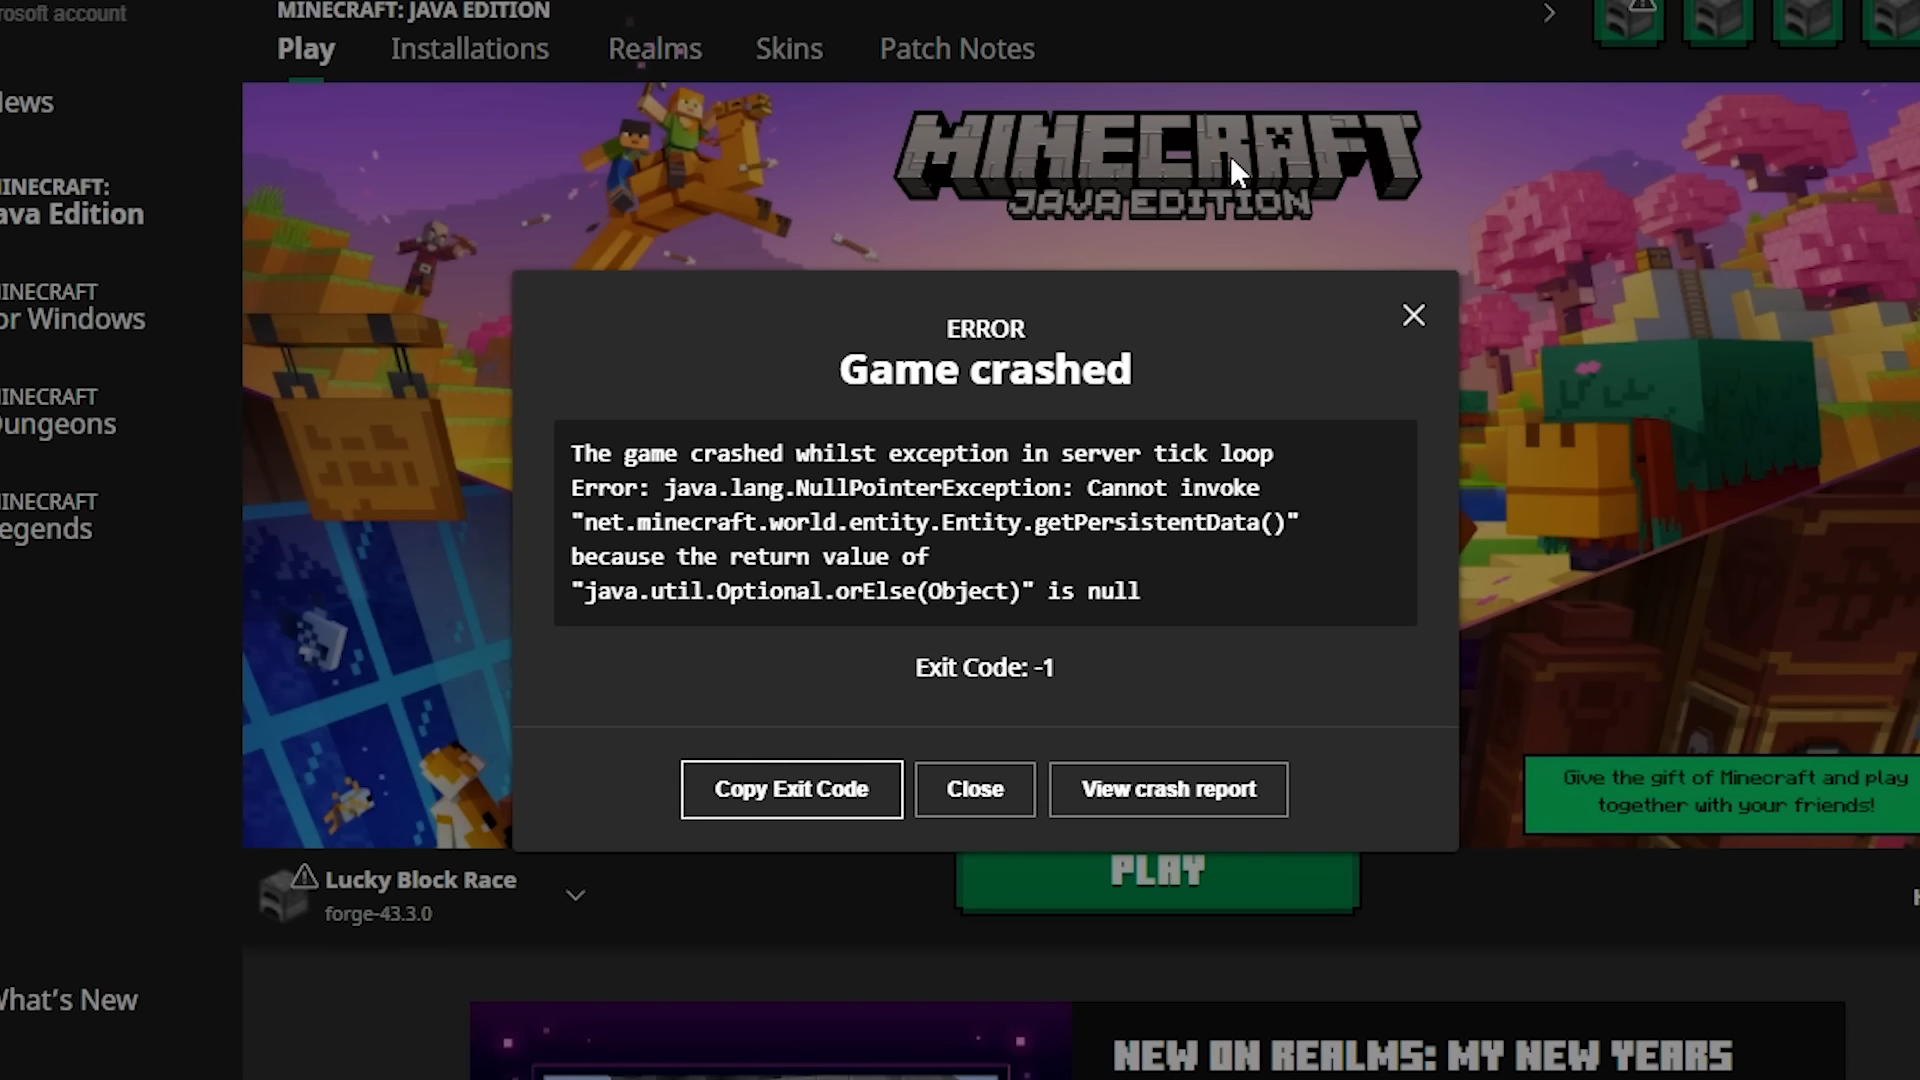 rosoft account
MINECRAFT: JAVA EDITION
Play Installations Realms Skins Patch Notes
ews
INECRAFT:
ava Edition
INECRAFT
or Windows
INECRAFT
ungeons
INECRAFT
egends
What's New
MINECRAFT
JAVA EDITION
ERROR
Game crashed
The game crashed whilst exception in server tick loop
Error: java.lang.NullPointerException: Cannot invoke
"net.minecraft.world.entity.Entity.getPersistentData()"
because the return value of
"java.util.Optional.orElse(Object)" is null
Exit Code: -1
Copy Exit Code Close View crash report
Give the gift of Minecraft and play
together with your friends!
Lucky Block Race
forge-43.3.0
PLAY
NEW ON REALMS: MY NEW YEARS